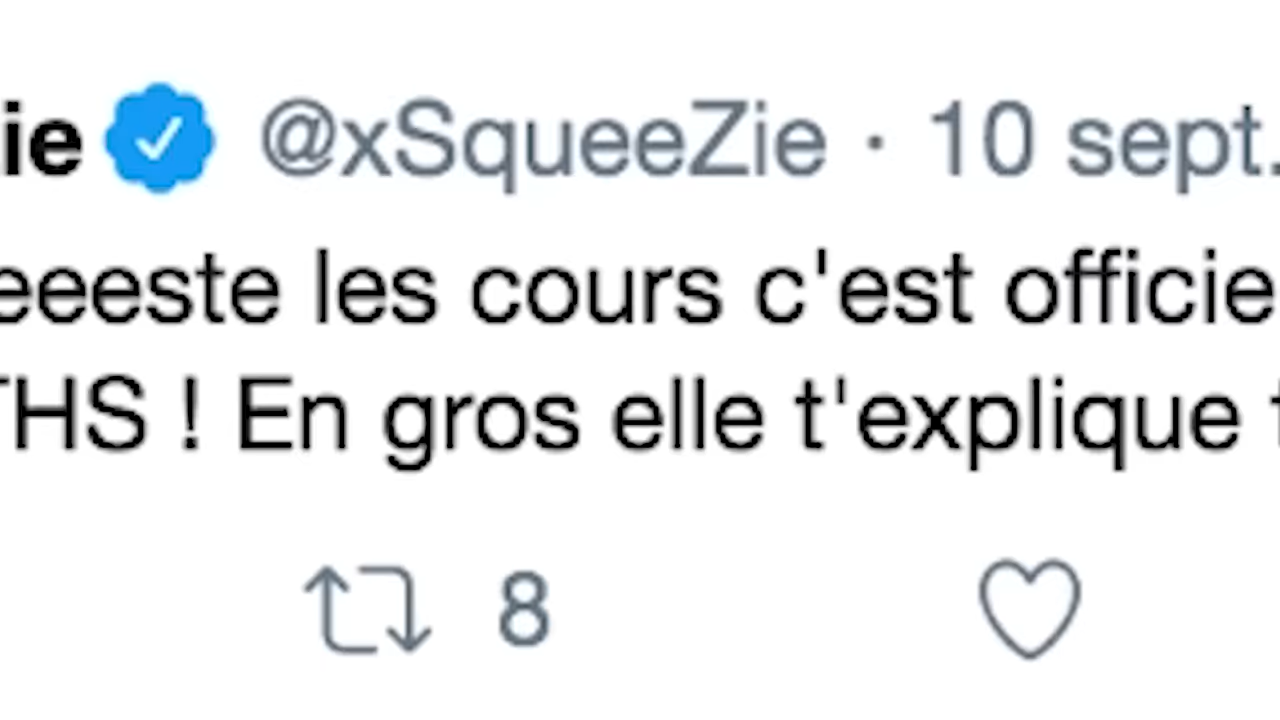 ie @xSqueeZie · 10 sept.
eeeste les cours c'est officie
THS ! En gros elle t'explique
8